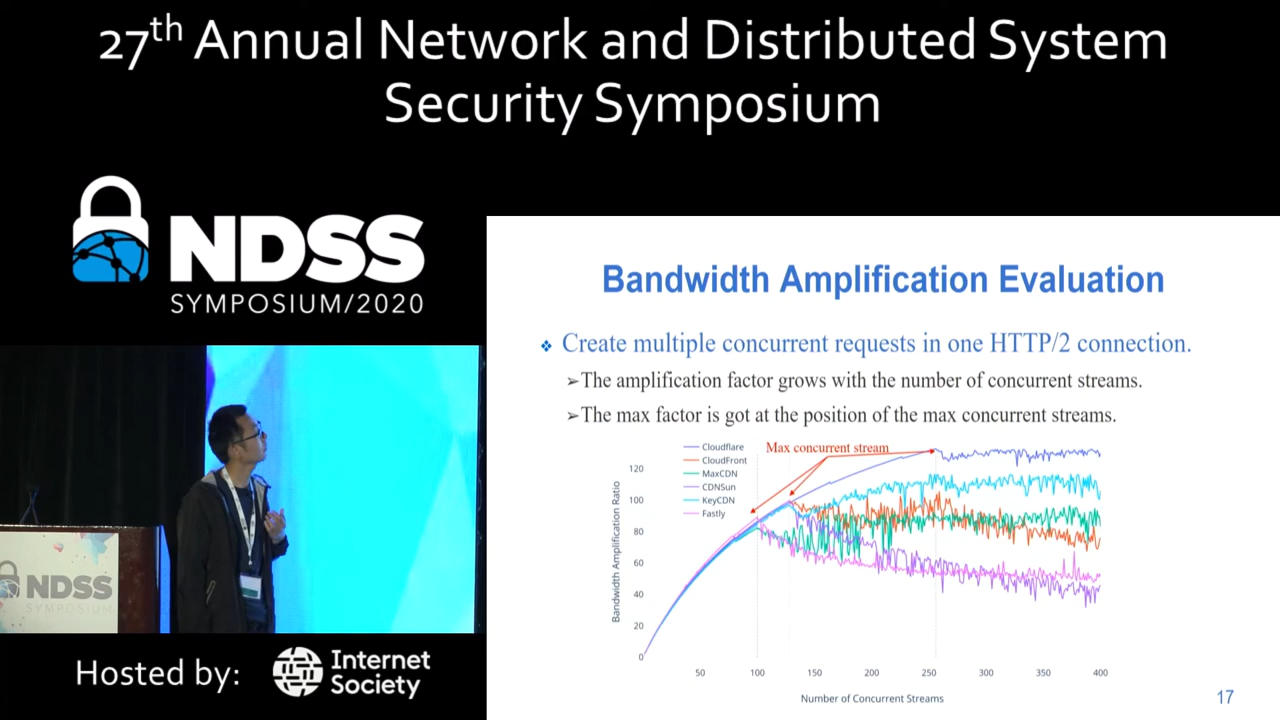 27th Annual Network and Distributed System
Security Symposium
NDSS
SYMPOSIUM/2020
Bandwidth Amplification Evaluation
❖ Create multiple concurrent requests in one HTTP/2 connection.
➢The amplification factor grows with the number of concurrent streams.
➢The max factor is got at the position of the max concurrent streams.
Cloudflare
CloudFront
MaxCDN
CDNSun
KeyCDN
Fastly
Max concurrent stream
Bandwidth Amplification Ratio
120
100
80
60
40
20
0
50 100 150 200 250 300 350 400
Number of Concurrent Streams
17
NDSS
SYMPOSIUM
Hosted by:
Internet
Society